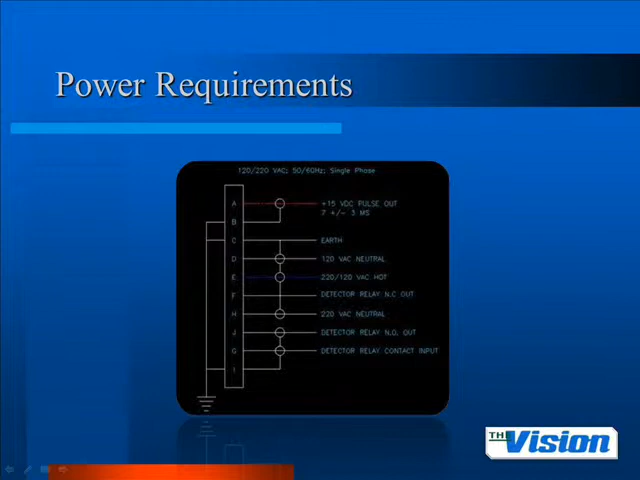 Power Requirements
120/220 VAC; 50/60Hz; Single Phase
A
+15 VDC PULSE OUT
7 +/- 3 MS
B
C
EARTH
D
120 VAC NEUTRAL
E
220/120 VAC HOT
F
DETECTOR RELAY N.C OUT
H
220 VAC NEUTRAL
J
DETECTOR RELAY N.O. OUT
G
DETECTOR RELAY CONTACT INPUT
I
THE Vision